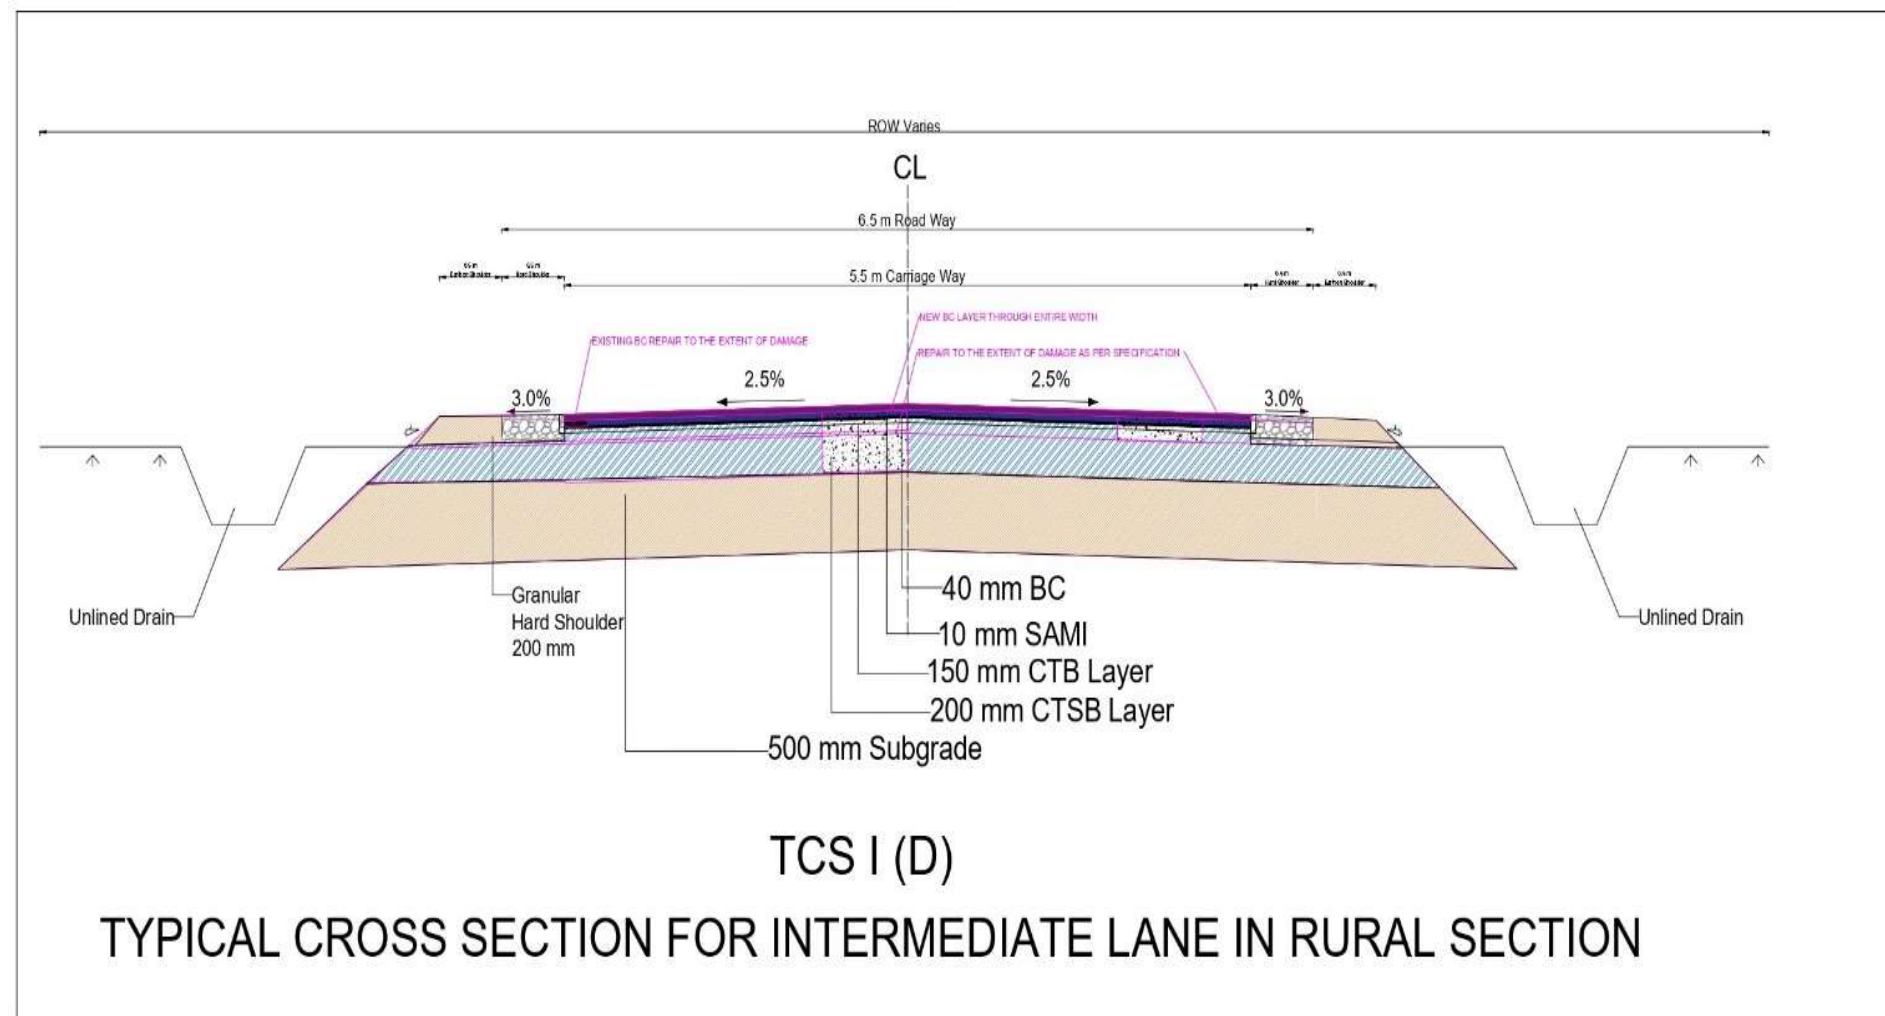 ROW Varies
CL
6.5 m Road Way
5.5 m Carriage Way
Hard Shoulder
Earthen Shoulder
NEW BC LAYER THROUGH ENTIRE WIDTH
EXISTING BC REPAIR TO THE EXTENT OF DAMAGE
REPAIR TO THE EXTENT OF DAMAGE AS PER SPECIFICATION
3.0%
2.5%
2.5%
3.0%
Unlined Drain
Granular
Hard Shoulder
200 mm
40 mm BC
10 mm SAMI
150 mm CTB Layer
200 mm CTSB Layer
500 mm Subgrade
Unlined Drain
TCS I (D)
TYPICAL CROSS SECTION FOR INTERMEDIATE LANE IN RURAL SECTION